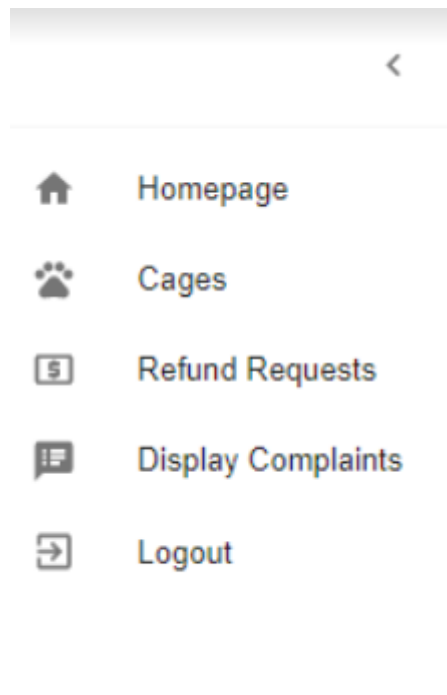 Homepage
Cages
Refund Requests
Display Complaints
Logout